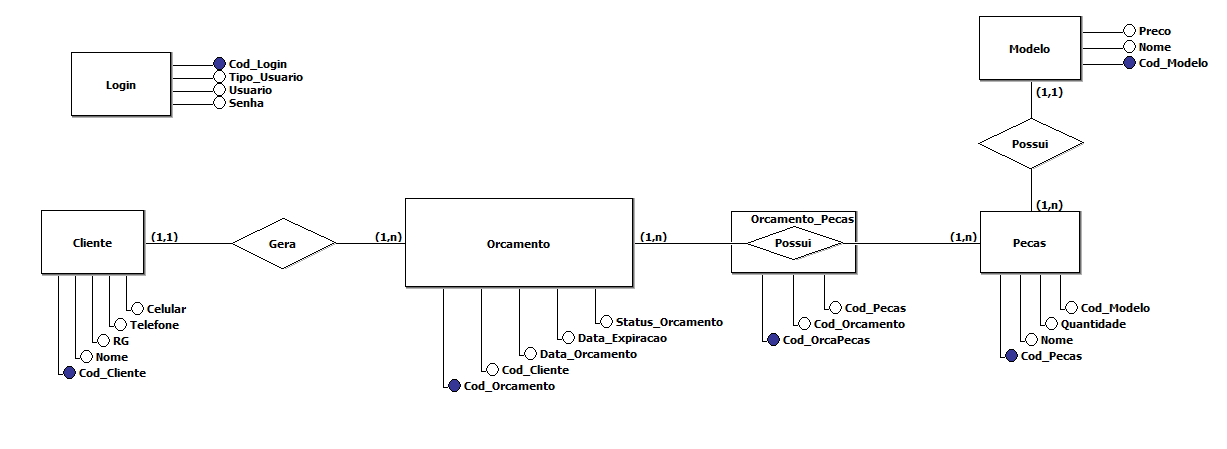 Login
Cod_Login
Tipo_Usuario
Usuario
Senha
Modelo
Preco
Nome
Cod_Modelo
(1,1)
Possui
(1,n)
Cliente
(1,1)
Gera
(1,n)
Orcamento
(1,n)
Orcamento_Pecas
Possui
(1,n)
Pecas
Celular
Telefone
RG
Nome
Cod_Cliente
Status_Orcamento
Data_Expiracao
Data_Orcamento
Cod_Cliente
Cod_Orcamento
Cod_Pecas
Cod_Orcamento
Cod_OrcaPecas
Cod_Modelo
Quantidade
Nome
Cod_Pecas